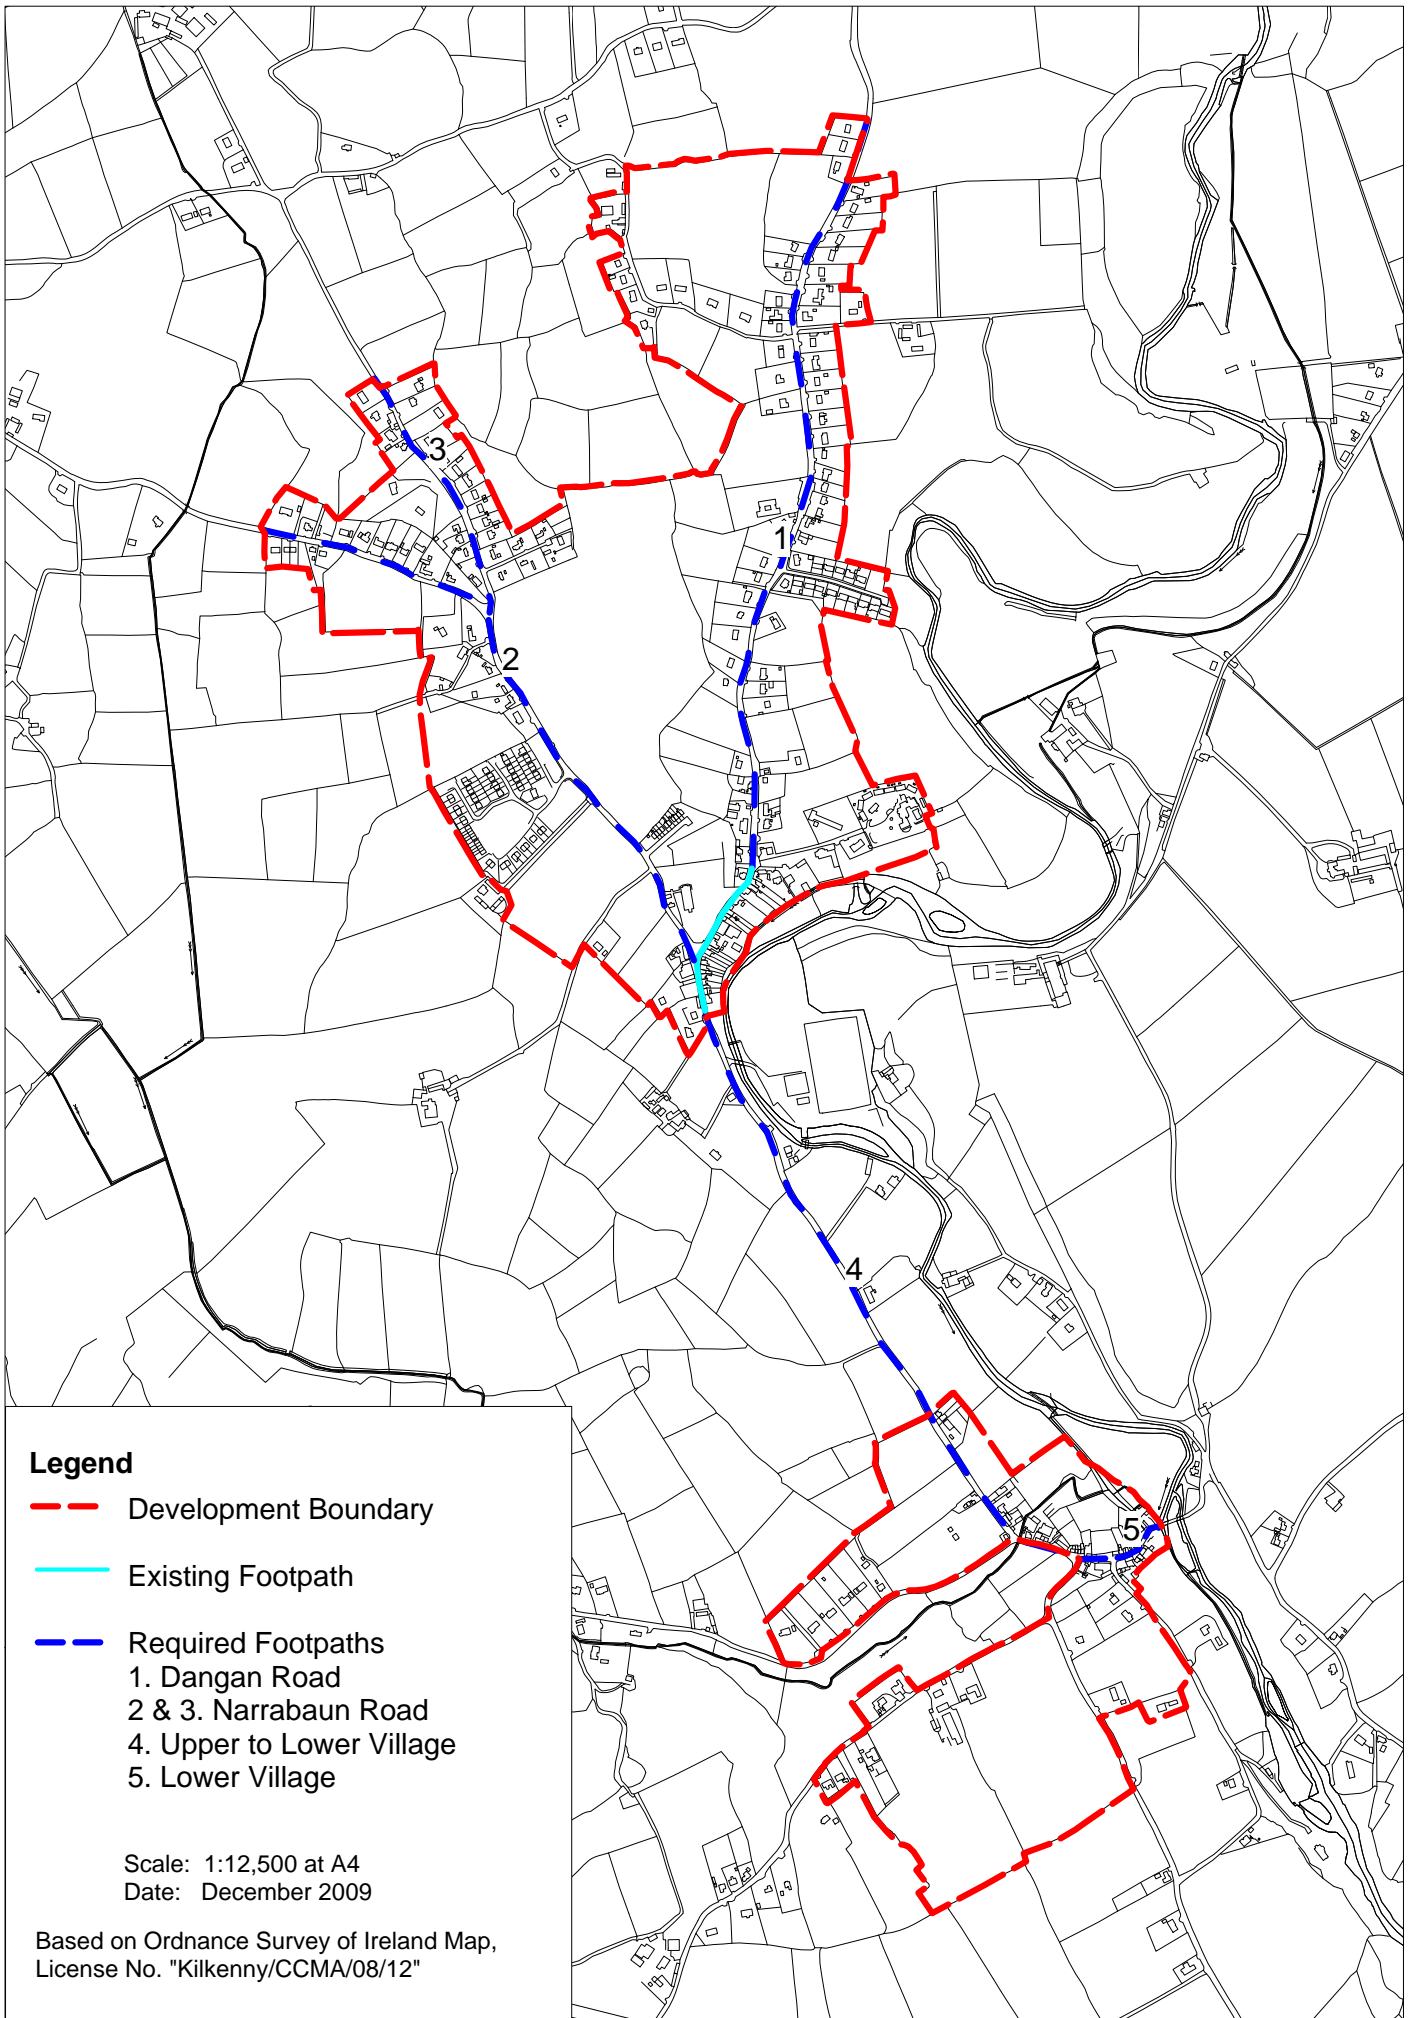 3
1
2
4
5
Legend
Development Boundary
Existing Footpath
Required Footpaths
1. Dangan Road
2 & 3. Narrabaun Road
4. Upper to Lower Village
5. Lower Village
Scale: 1:12,500 at A4
Date: December 2009
Based on Ordnance Survey of Ireland Map,
License No. "Kilkenny/CCMA/08/12"